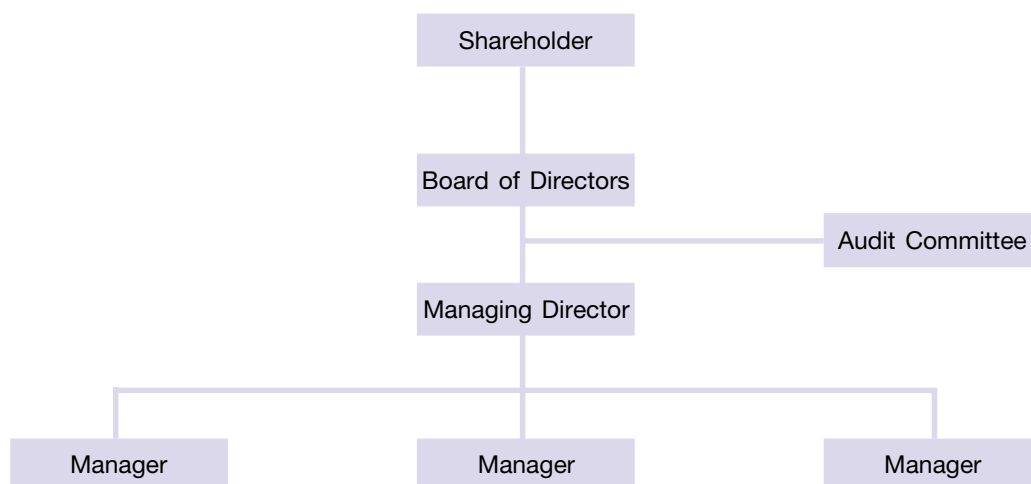 Shareholder
Board of Directors
Audit Committee
Managing Director
Manager
Manager
Manager